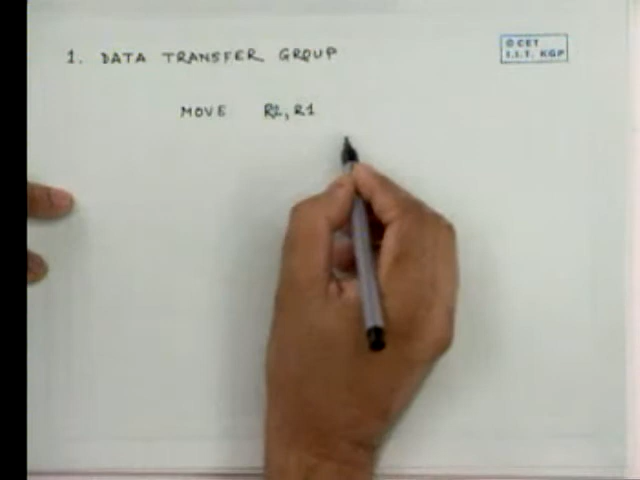 1. DATA TRANSFER GROUP
© CET
I.I.T. KGP
MOVE R2, R1